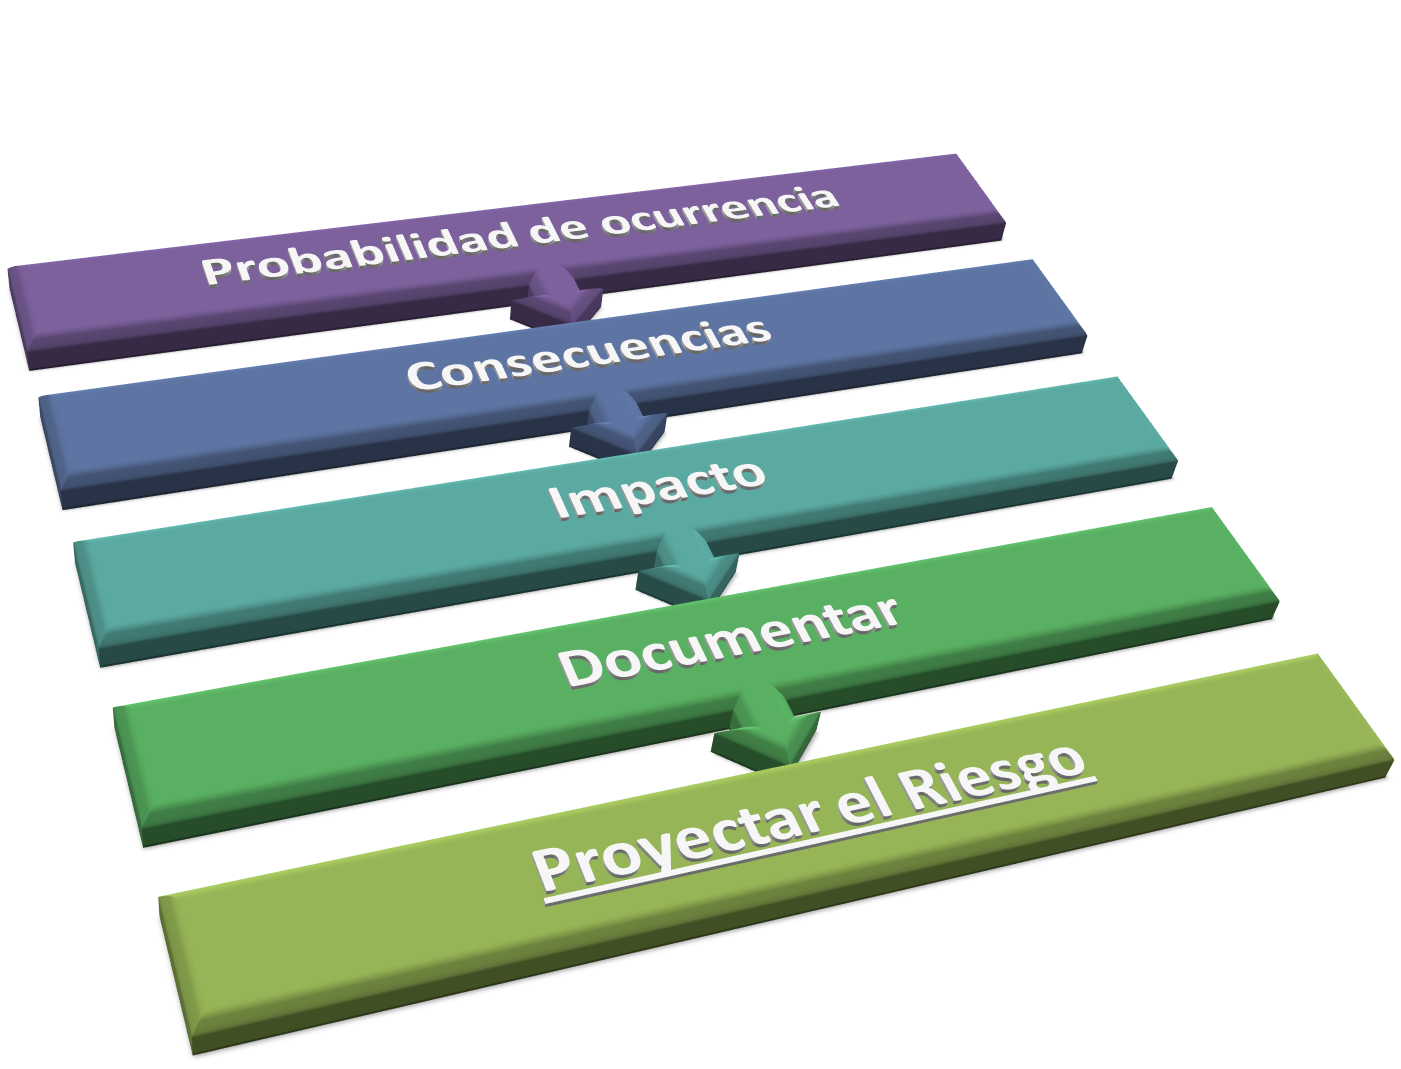 Probabilidad de ocurrencia
Consecuencias
Impacto
Documentar
Proyectar el Riesgo